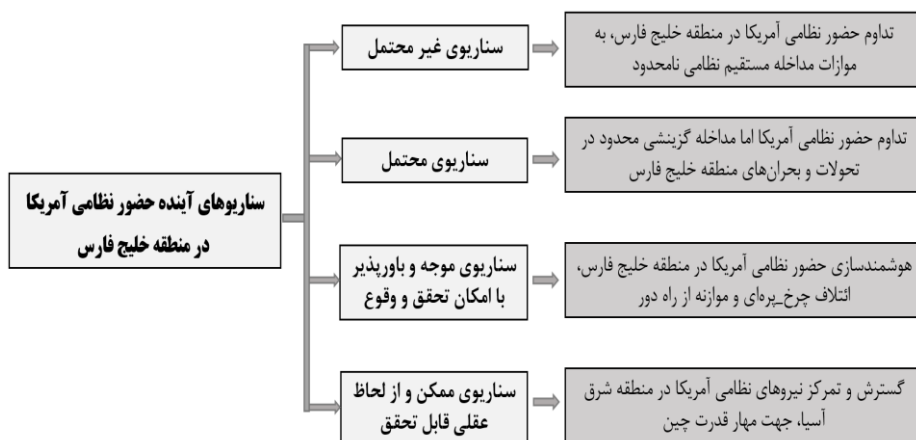 سناریوهای آینده حضور نظامی آمریکا
در منطقه خلیج فارس
سناریوی غیر محتمل
تداوم حضور نظامی آمریکا در منطقه خلیج فارس، به
موازات مداخله مستقیم نظامی نامحدود
سناریوی محتمل
تداوم حضور نظامی آمریکا اما مداخله گزینشی محدود در
تحولات و بحران‌های منطقه خلیج فارس
سناریوی موجه و باورپذیر
با امکان تحقق و وقوع
هوشمندسازی حضور نظامی آمریکا در منطقه خلیج فارس،
ائتلاف چرخ_پره‌ای و موازنه از راه دور
سناریوی ممکن و از لحاظ
عقلی قابل تحقق
گسترش و تمرکز نیروهای نظامی آمریکا در منطقه شرق
آسیا، جهت مهار قدرت چین